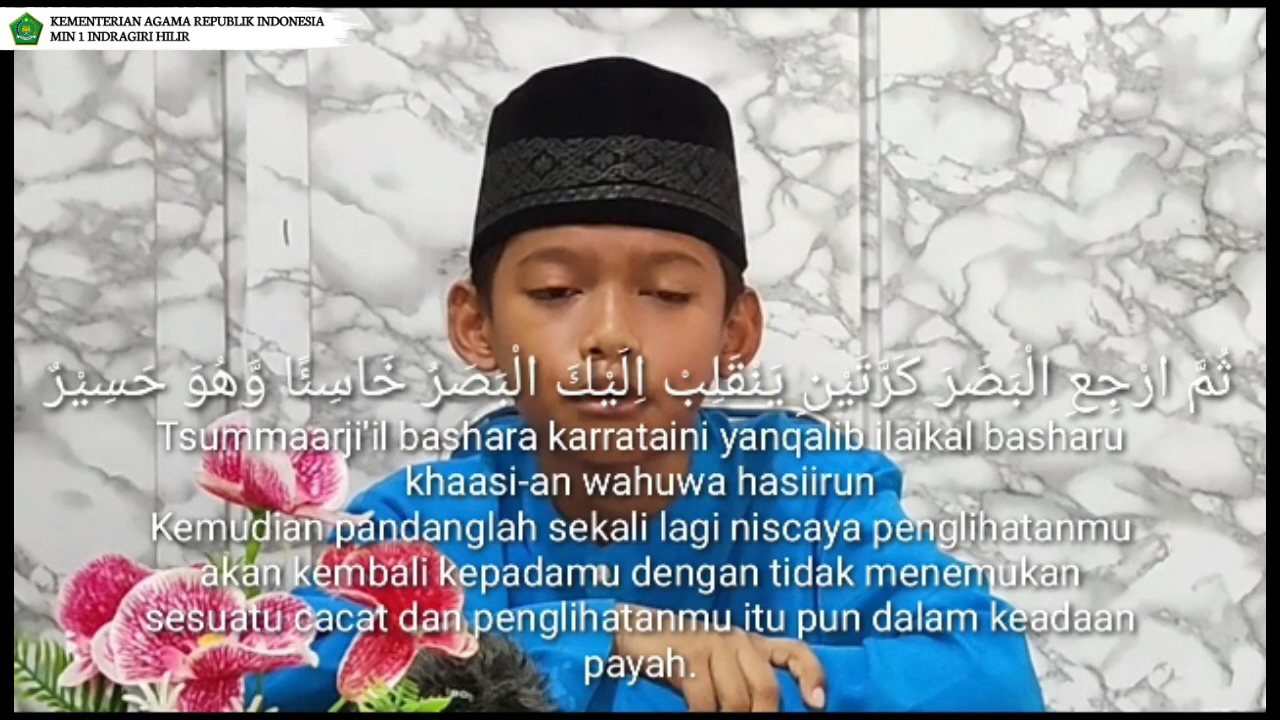 KEMENTERIAN AGAMA REPUBLIK INDONESIA
MIN 1 INDRAGIRI HILIR
ثُمَّ ارْجِعِ الْبَصَرَ كَرَّتَيْنِ يَنْقَلِبْ اِلَيْكَ الْبَصَرُ خَاسِئًا وَّهُوَ حَسِيْرٌ
Tsummaarji'il bashara karrataini yanqalib ilaikal basharu
khaasi-an wahuwa hasiirun
Kemudian pandanglah sekali lagi niscaya penglihatanmu
akan kembali kepadamu dengan tidak menemukan
sesuatu cacat dan penglihatanmu itu pun dalam keadaan
payah.